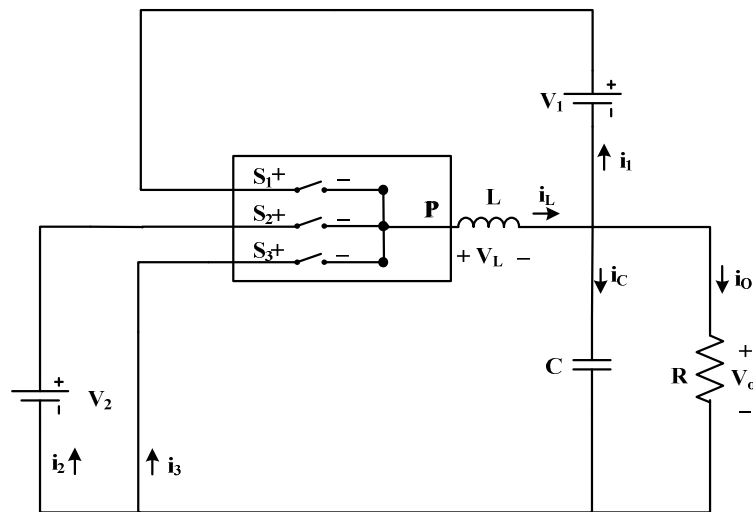 +
V1
–
i1
S1+ –
S2+ –
S3+ –
P
L
iL
+ VL –
iC
iO
C
R
+
Vo
–
+
V2
–
i2
i3